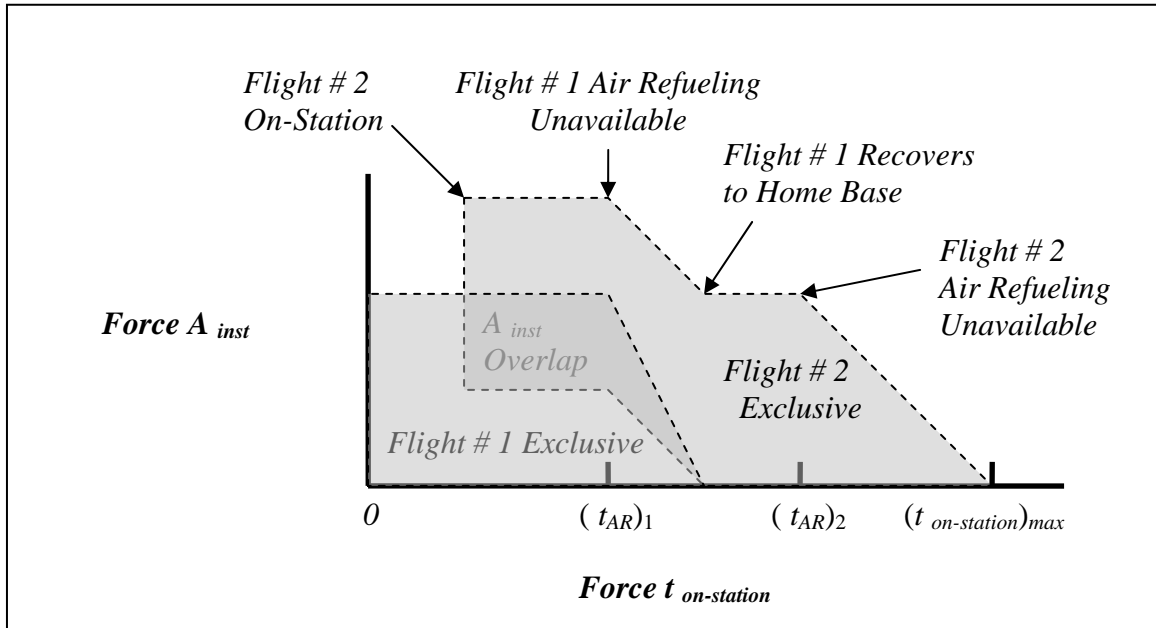 Flight # 2
On-Station
Flight # 1 Air Refueling
Unavailable
Flight # 1 Recovers
to Home Base
Flight # 2
Air Refueling
Unavailable
Force A inst
A inst
Overlap
Flight # 2
Exclusive
Flight # 1 Exclusive
0
( tAR)1
( tAR)2
(t on-station)max
Force t on-station